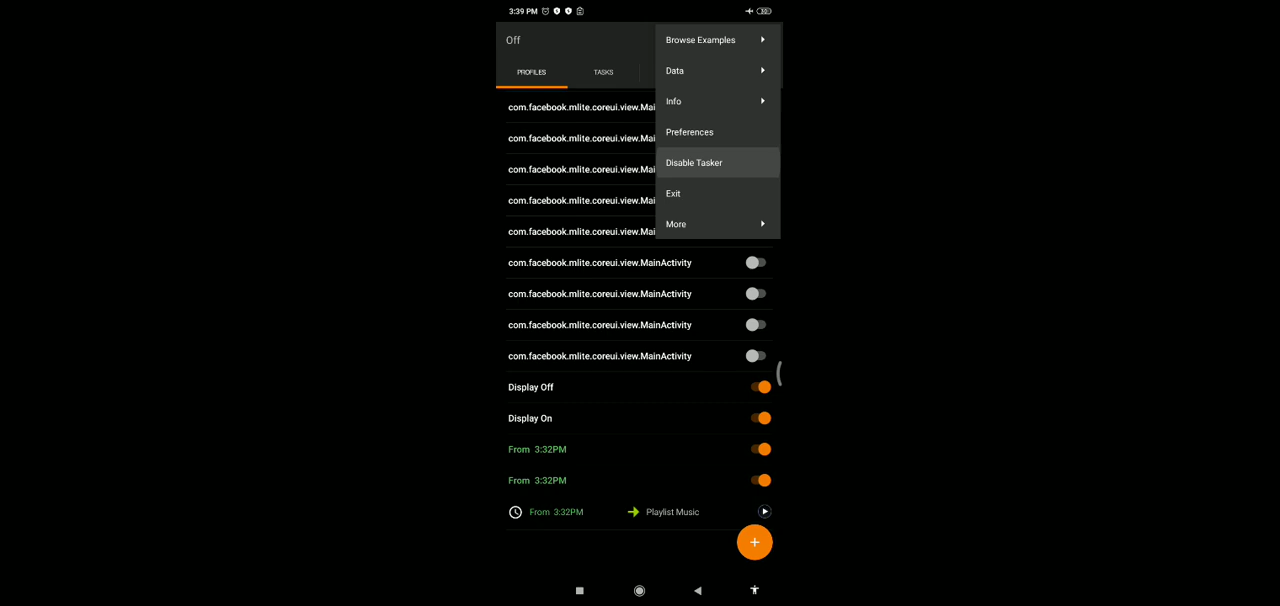 3:39 PM
30
Off
Browse Examples
Data
Info
Preferences
Disable Tasker
Exit
More
PROFILES
TASKS
com.facebook.mlite.coreui.view.Mai
com.facebook.mlite.coreui.view.Mai
com.facebook.mlite.coreui.view.Mai
com.facebook.mlite.coreui.view.Mai
com.facebook.mlite.coreui.view.Mai
com.facebook.mlite.coreui.view.MainActivity
com.facebook.mlite.coreui.view.MainActivity
com.facebook.mlite.coreui.view.MainActivity
com.facebook.mlite.coreui.view.MainActivity
Display Off
Display On
From 3:32PM
From 3:32PM
From 3:32PM Playlist Music